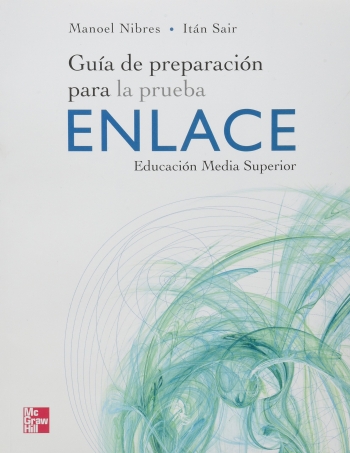 Manoel Nibres • Itán Sair
Guía de preparación
para la prueba
ENLACE
Educación Media Superior
Mc
Graw
Hill